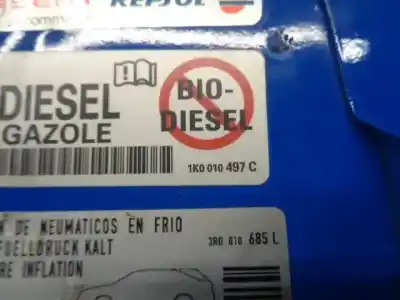 REPSOL
DIESEL
GAZOLE
BIO-
DIESEL
1K0 010 497 C
DE NEUMATICOS EN FRIO
3R0 010 685 L
FUELLDRUCK KALT
RE INFLATION